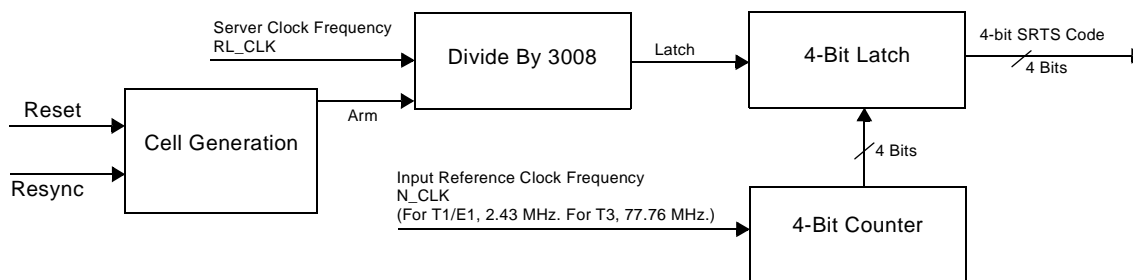 Server Clock Frequency
RL_CLK
Divide By 3008
Latch
4-Bit Latch
4-bit SRTS Code
4 Bits
Reset
Resync
Cell Generation
Arm
4 Bits
Input Reference Clock Frequency
N_CLK
(For T1/E1, 2.43 MHz. For T3, 77.76 MHz.)
4-Bit Counter